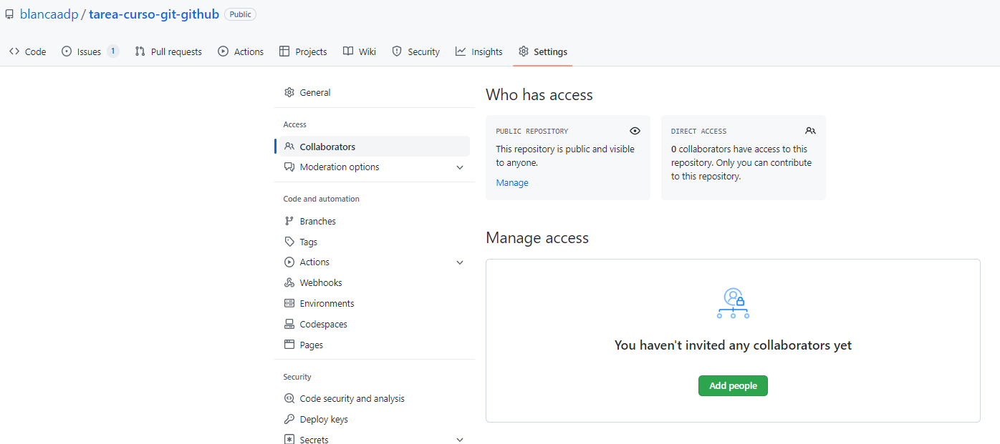 blancaadp / tarea-curso-git-github Public
Code Issues 1 Pull requests Actions Projects Wiki Security Insights Settings
General
Access
Collaborators
Moderation options
Code and automation
Branches
Tags
Actions
Webhooks
Environments
Codespaces
Pages
Security
Code security and analysis
Deploy keys
Secrets
Who has access
PUBLIC REPOSITORY
This repository is public and visible
to anyone.
Manage
DIRECT ACCESS
0 collaborators have access to this
repository. Only you can contribute
to this repository.
Manage access
You haven't invited any collaborators yet
Add people